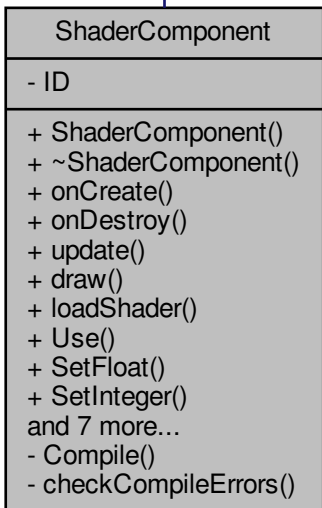 ShaderComponent
- ID
+ ShaderComponent()
+ ~ShaderComponent()
+ onCreate()
+ onDestroy()
+ update()
+ draw()
+ loadShader()
+ Use()
+ SetFloat()
+ SetInteger()
and 7 more...
- Compile()
- checkCompileErrors()